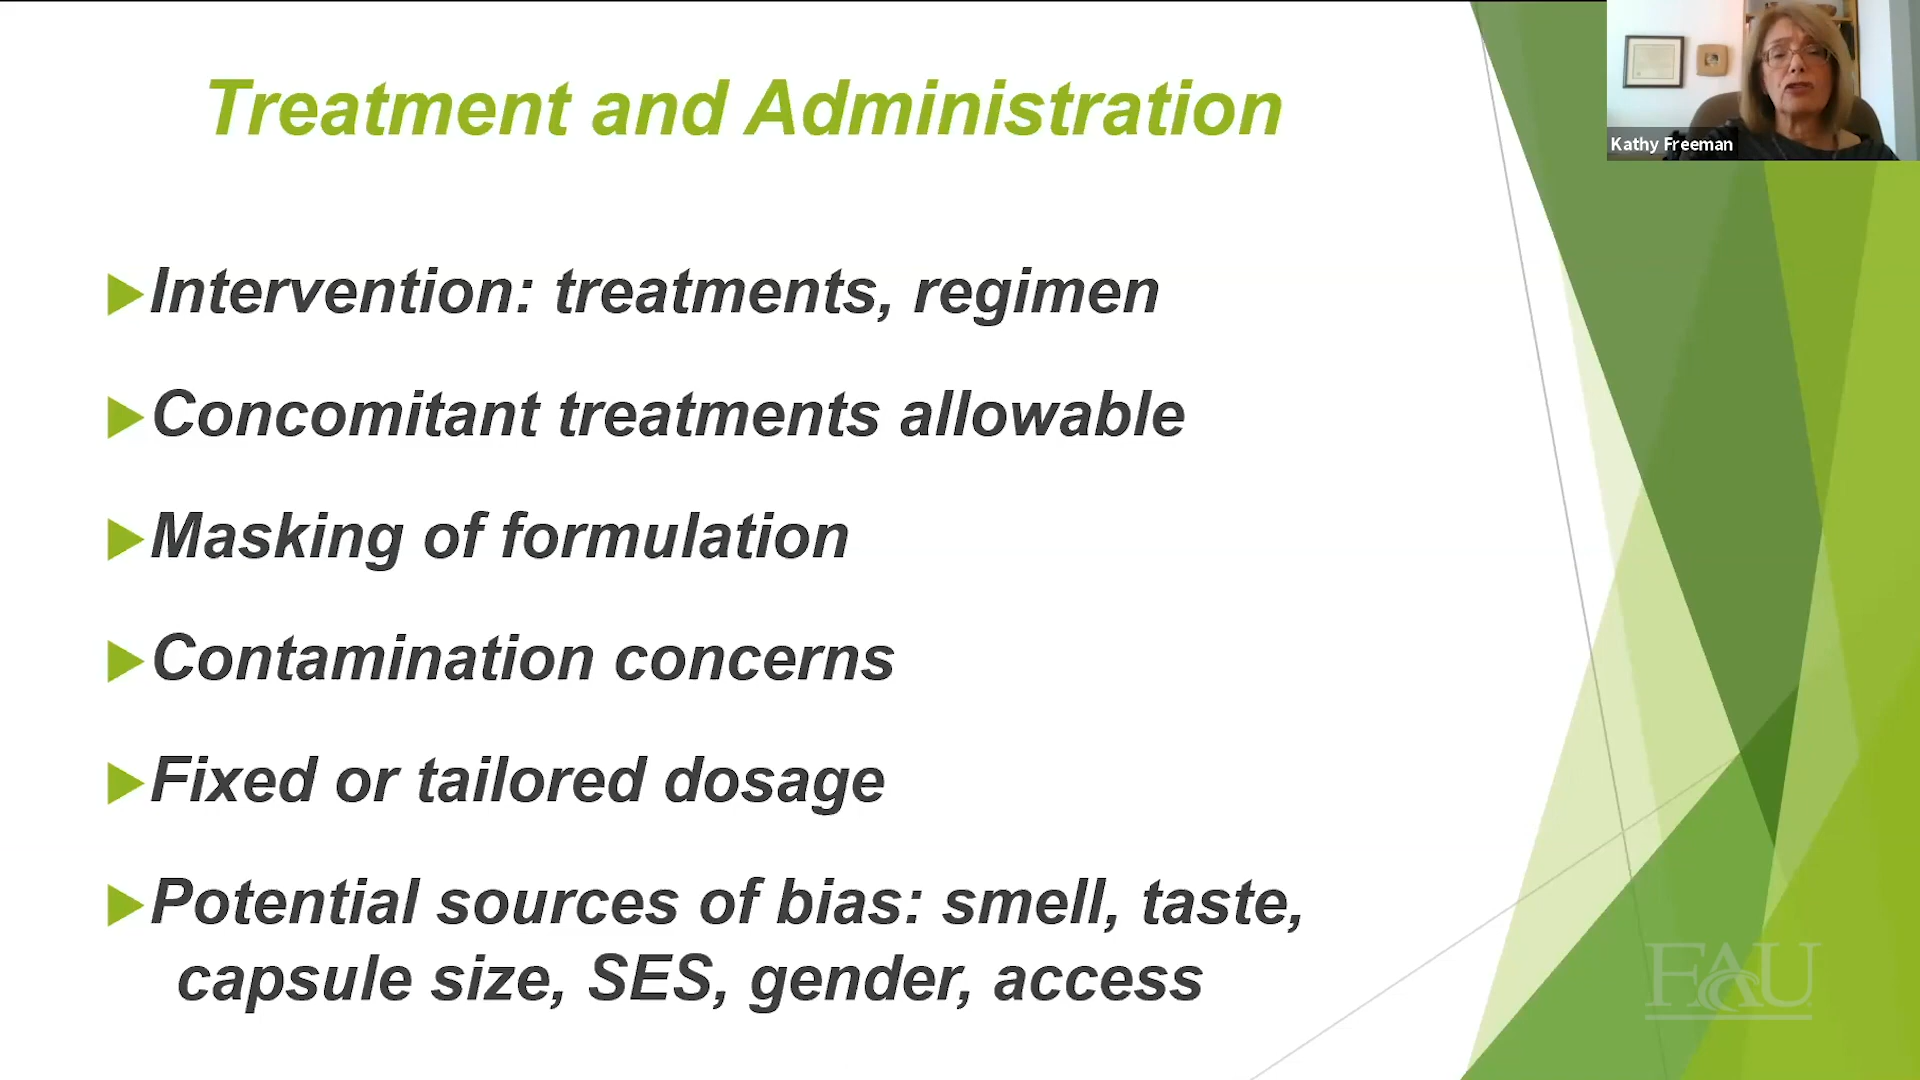 Treatment and Administration
Kathy Freeman
Intervention: treatments, regimen
Concomitant treatments allowable
Masking of formulation
Contamination concerns
Fixed or tailored dosage
Potential sources of bias: smell, taste,
capsule size, SES, gender, access
FAU